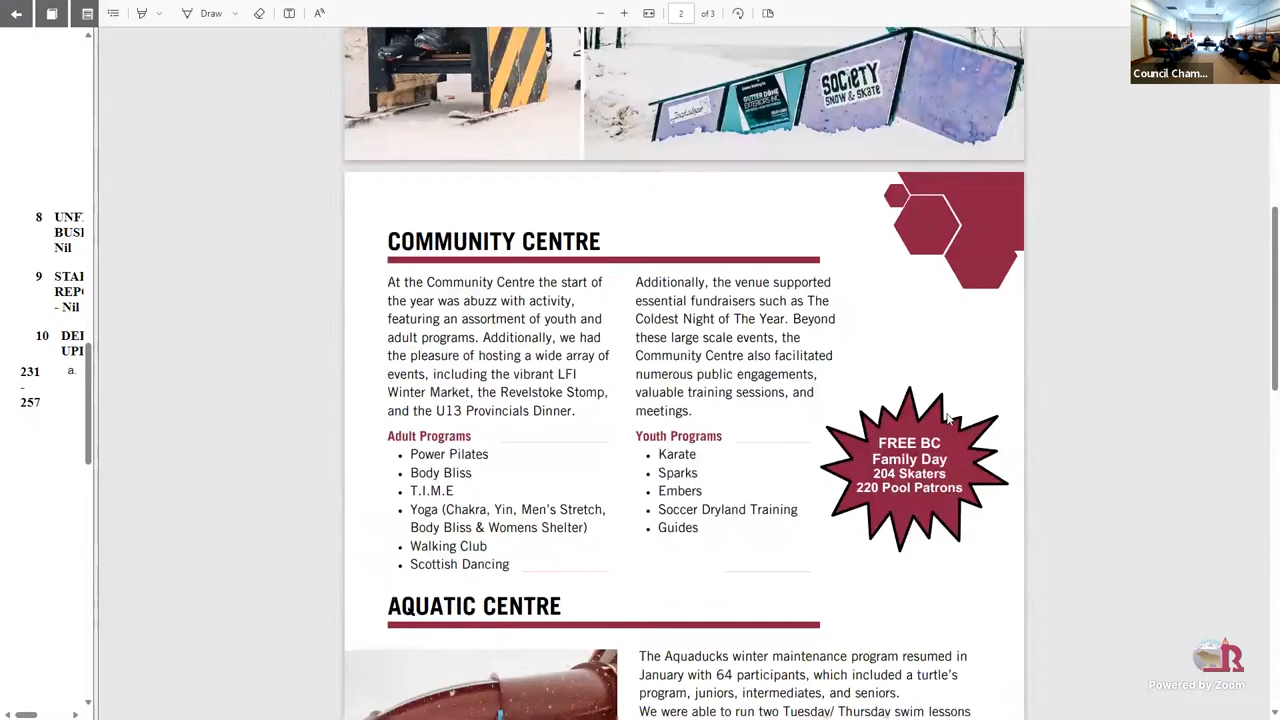 Draw
2 of 3
Council Cham...
SOCIETY
SNOW & SKATE
GUTTER DONE
EXTERIORS INC
8 UNF
BUSI
Nil
9 STAF
REPO
- Nil
10 DEI
UPI
231 a.
-
257
COMMUNITY CENTRE
At the Community Centre the start of
the year was abuzz with activity,
featuring an assortment of youth and
adult programs. Additionally, we had
the pleasure of hosting a wide array of
events, including the vibrant LFI
Winter Market, the Revelstoke Stomp,
and the U13 Provincials Dinner.
Additionally, the venue supported
essential fundraisers such as The
Coldest Night of The Year. Beyond
these large scale events, the
Community Centre also facilitated
numerous public engagements,
valuable training sessions, and
meetings.
Adult Programs
• Power Pilates
• Body Bliss
• T.I.M.E
• Yoga (Chakra, Yin, Men's Stretch,
Body Bliss & Womens Shelter)
• Walking Club
• Scottish Dancing
Youth Programs
• Karate
• Sparks
• Embers
• Soccer Dryland Training
• Guides
FREE BC
Family Day
204 Skaters
220 Pool Patrons
AQUATIC CENTRE
The Aquaducks winter maintenance program resumed in
January with 64 participants, which included a turtle's
program, juniors, intermediates, and seniors.
We were able to run two Tuesday/ Thursday swim lessons
R
Powered by Zoom